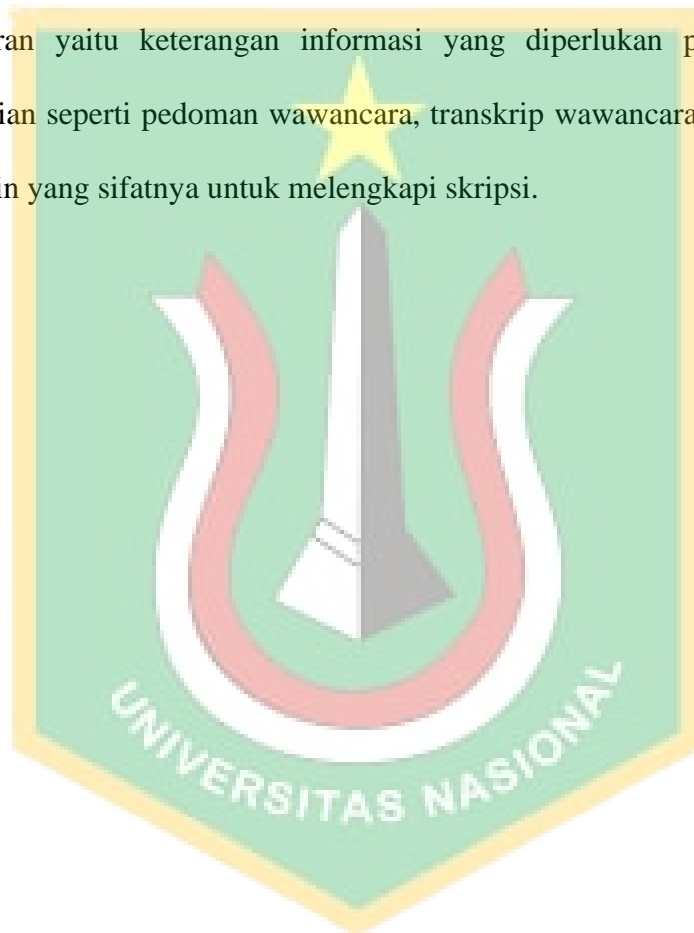 ran yaitu keterangan informasi yang diperlukan p
ian seperti pedoman wawancara, transkrip wawancara
in yang sifatnya untuk melengkapi skripsi.
UNIVERSITAS NASIONAL